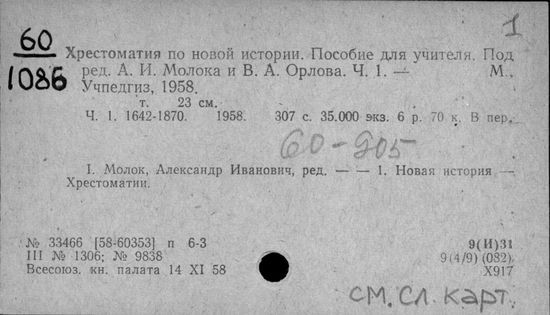 60
1086
1
Хрестоматия по новой истории. Пособие для учителя. Под
ред. А. И. Молока и В. А. Орлова. Ч. 1. — М.,
Учпедгиз, 1958.
т. 23 см.
Ч. 1. 1642-1870. 1958. 307 с. 35.000 экз. 6 р. 70 к. В пер.
60-905
I. Молок, Александр Иванович, ред. — — 1. Новая история —
Хрестоматии.
№ 33466 [58-60353] п 6-3
III № 1306; № 9838
Всесоюз. кн. палата 14 XI 58
9(И)31
9(4/9) (082)
Х917
см. сл. карт.